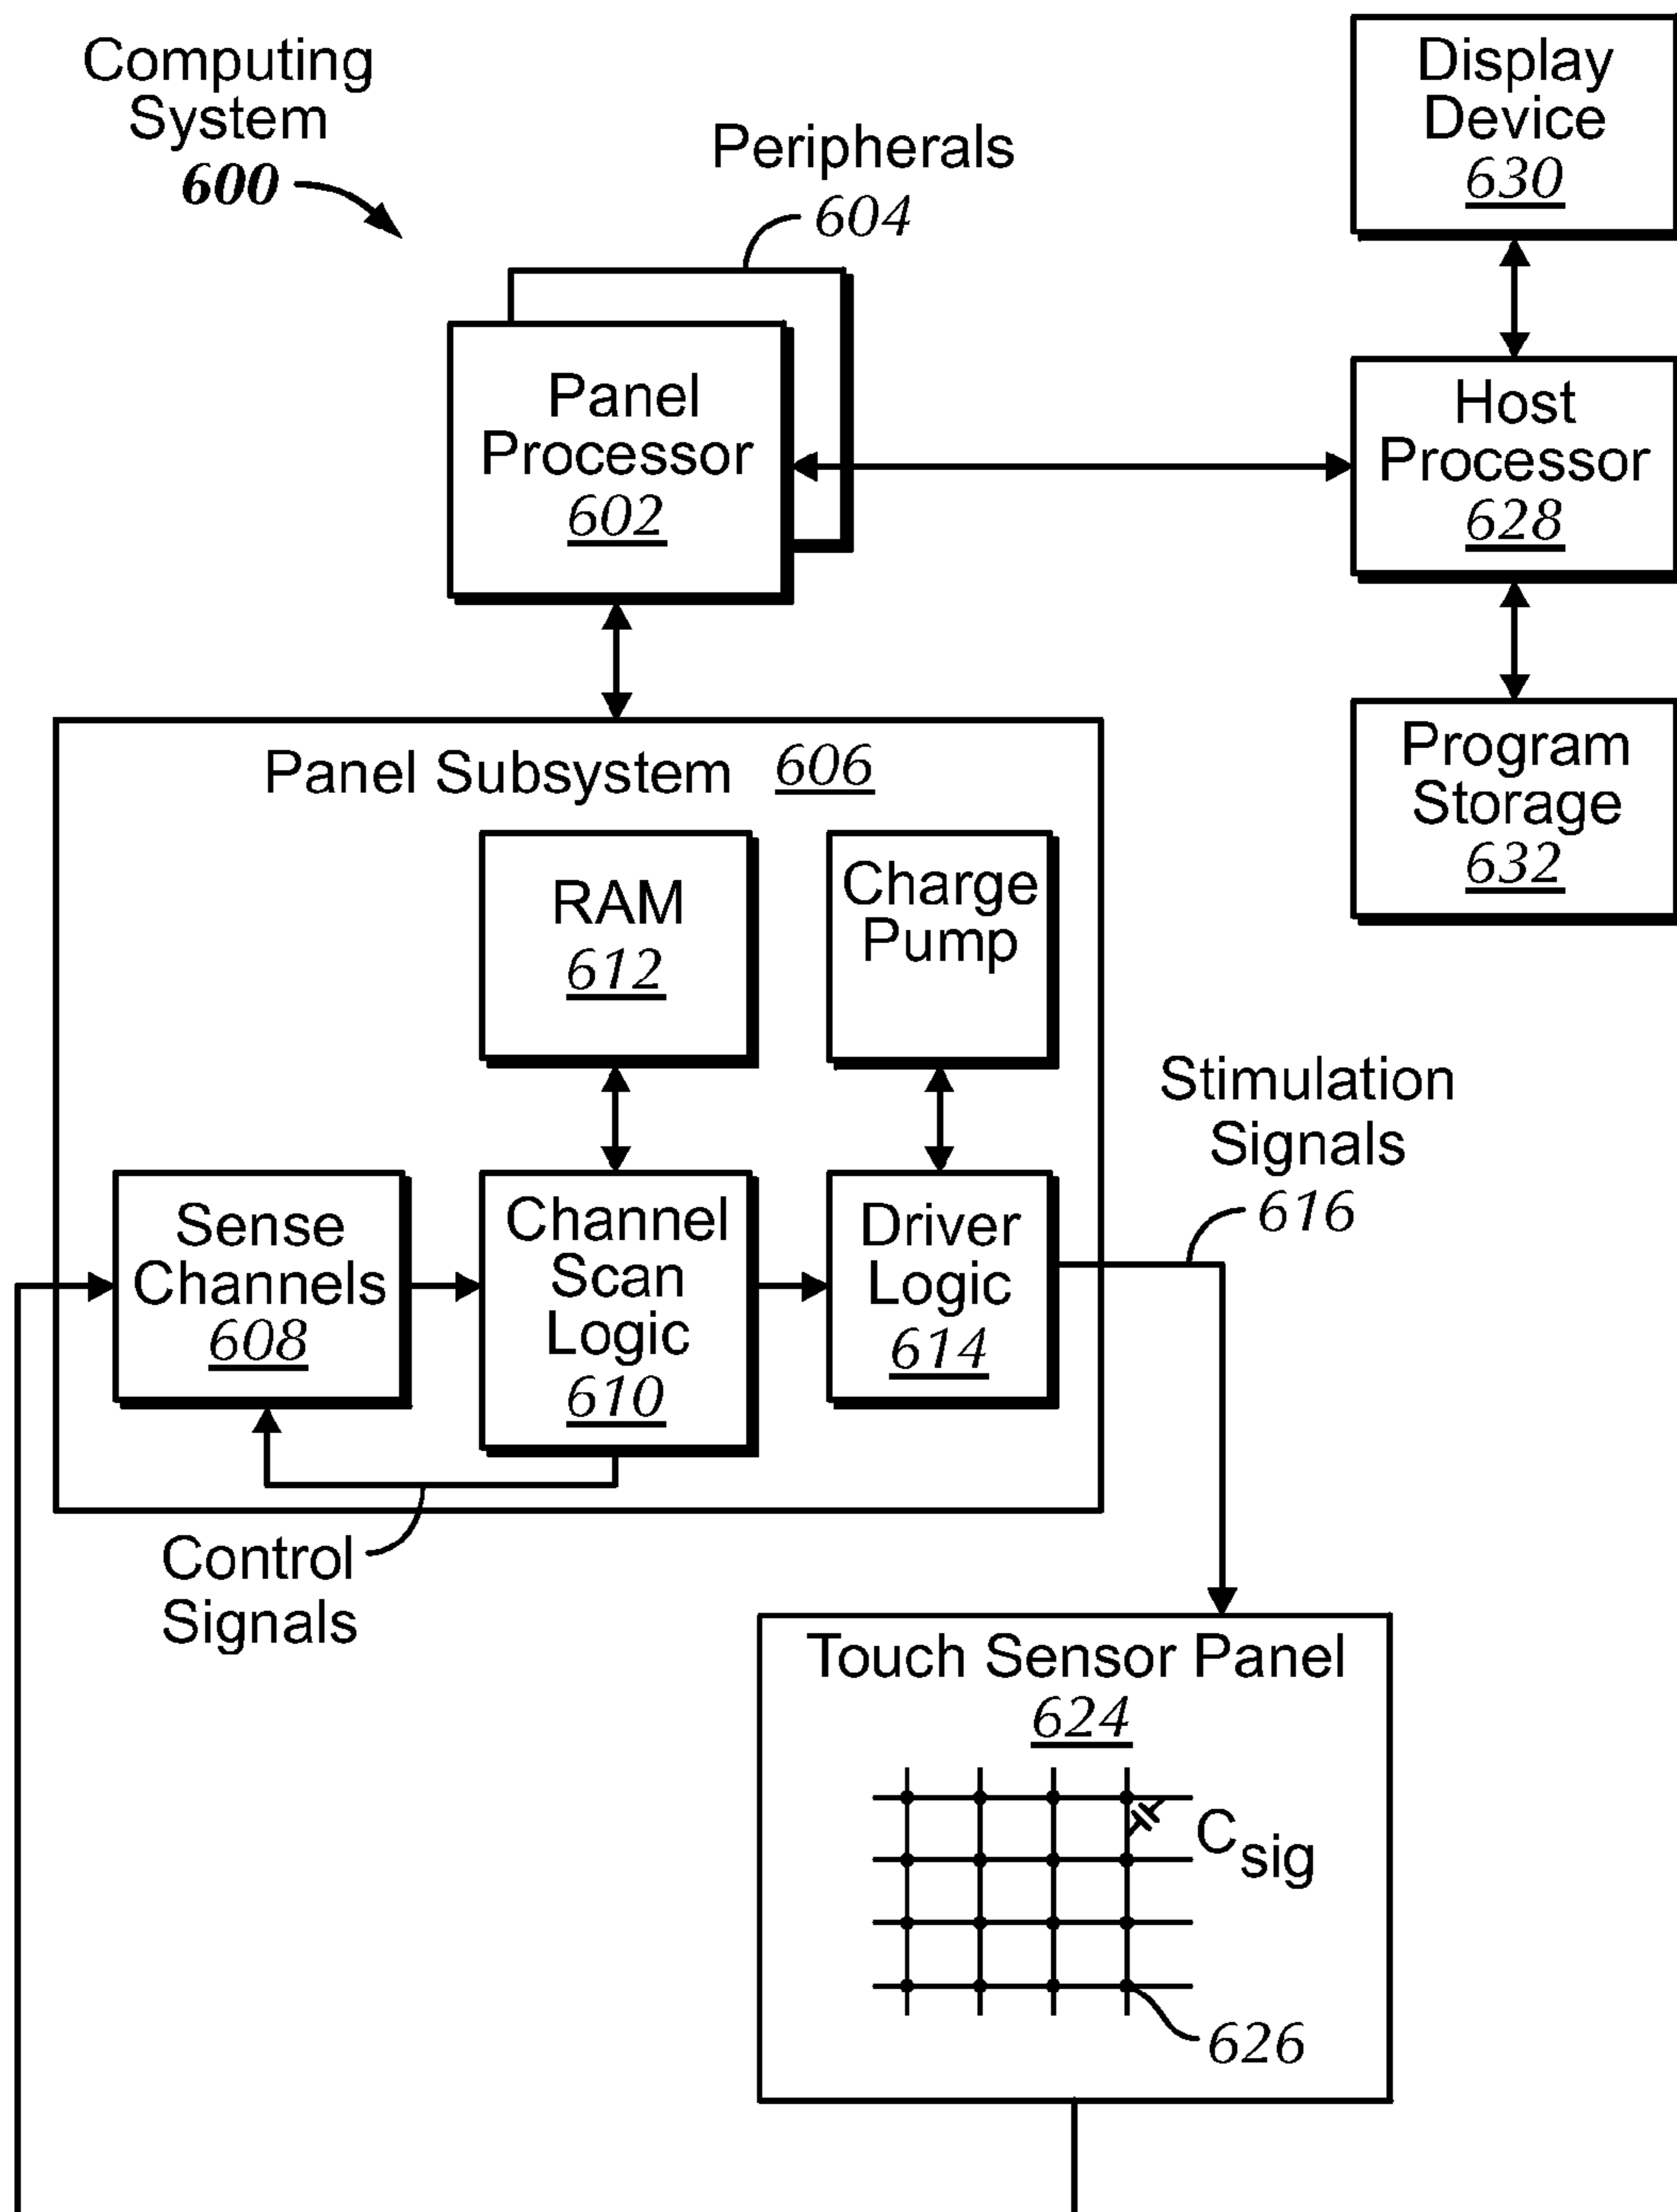 Computing
System
600
Peripherals
604
Display
Device
630
Panel
Processor
602
Host
Processor
628
Program
Storage
632
Panel Subsystem 606
RAM
612
Charge
Pump
Sense
Channels
608
Channel
Scan
Logic
610
Driver
Logic
614
Stimulation
Signals
616
Control
Signals
Touch Sensor Panel
624
Csig
626